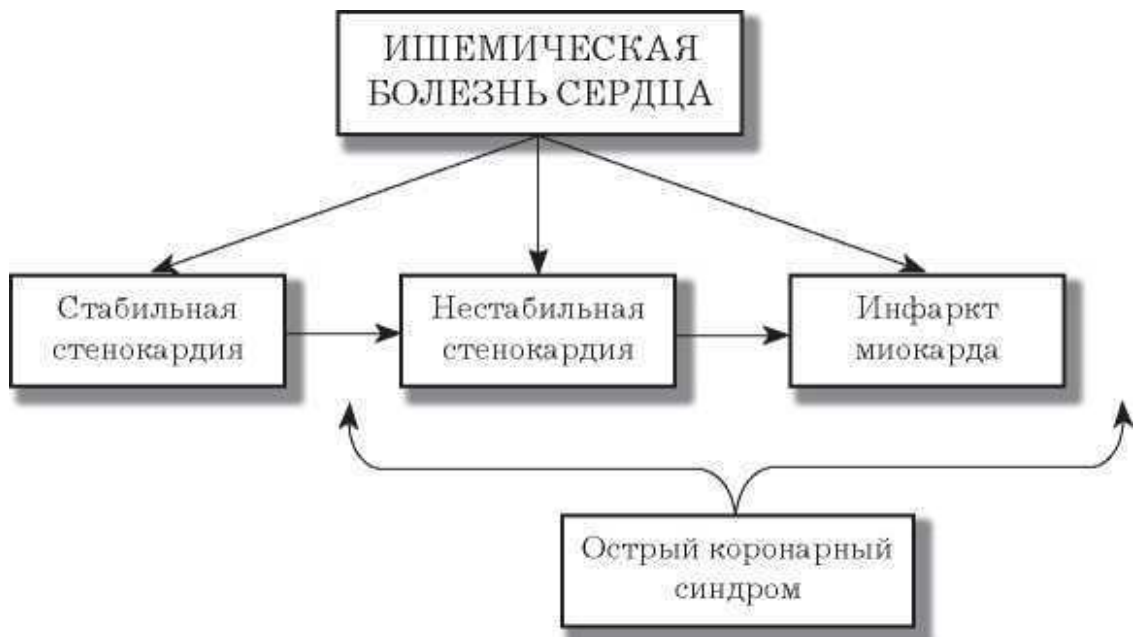 ИШЕМИЧЕСКАЯ
БОЛЕЗНЬ СЕРДЦА
Стабильная
стенокардия
Нестабильная
стенокардия
Инфаркт
миокарда
Острый коронарный
синдром